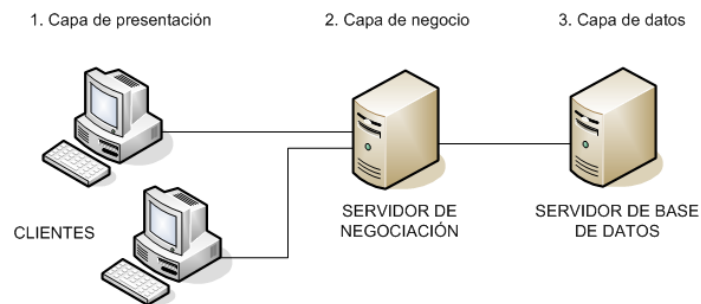 1. Capa de presentación
2. Capa de negocio
3. Capa de datos
CLIENTES
SERVIDOR DE
NEGOCIACIÓN
SERVIDOR DE BASE
DE DATOS